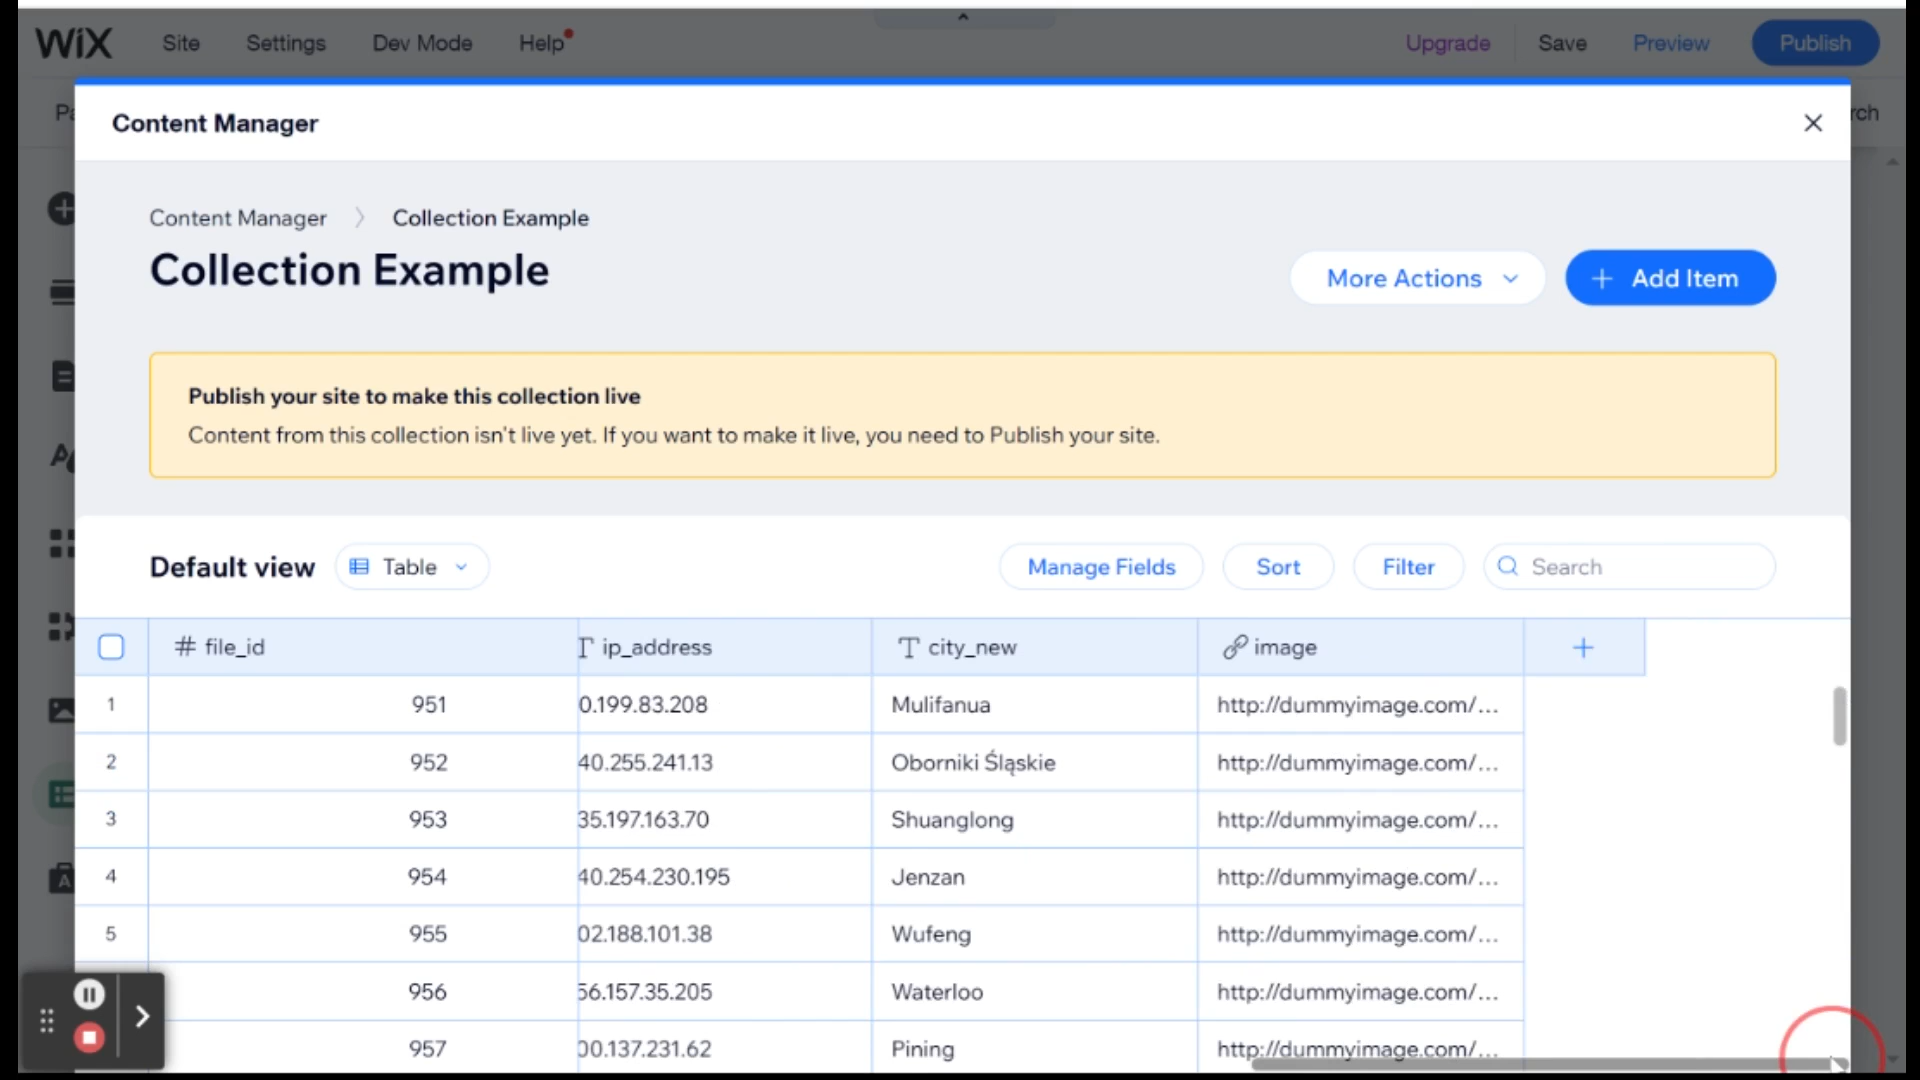 WiX Site Settings Dev Mode Help Upgrade Save Preview Publish
Content Manager
Content Manager Collection Example
Collection Example
More Actions Add Item
Publish your site to make this collection live
Content from this collection isn't live yet. If you want to make it live, you need to Publish your site.
Default view Table Manage Fields Sort Filter Search
# file_id ip_address T city_new image
1 951 0.199.83.208 Mulifanua http://dummyimage.com/...
2 952 40.255.241.13 Oborniki Śląskie http://dummyimage.com/...
3 953 35.197.163.70 Shuanglong http://dummyimage.com/...
4 954 40.254.230.195 Jenzan http://dummyimage.com/...
5 955 02.188.101.38 Wufeng http://dummyimage.com/...
956 56.157.35.205 Waterloo http://dummyimage.com/...
957 00.137.231.62 Pining http://dummyimage.com/...